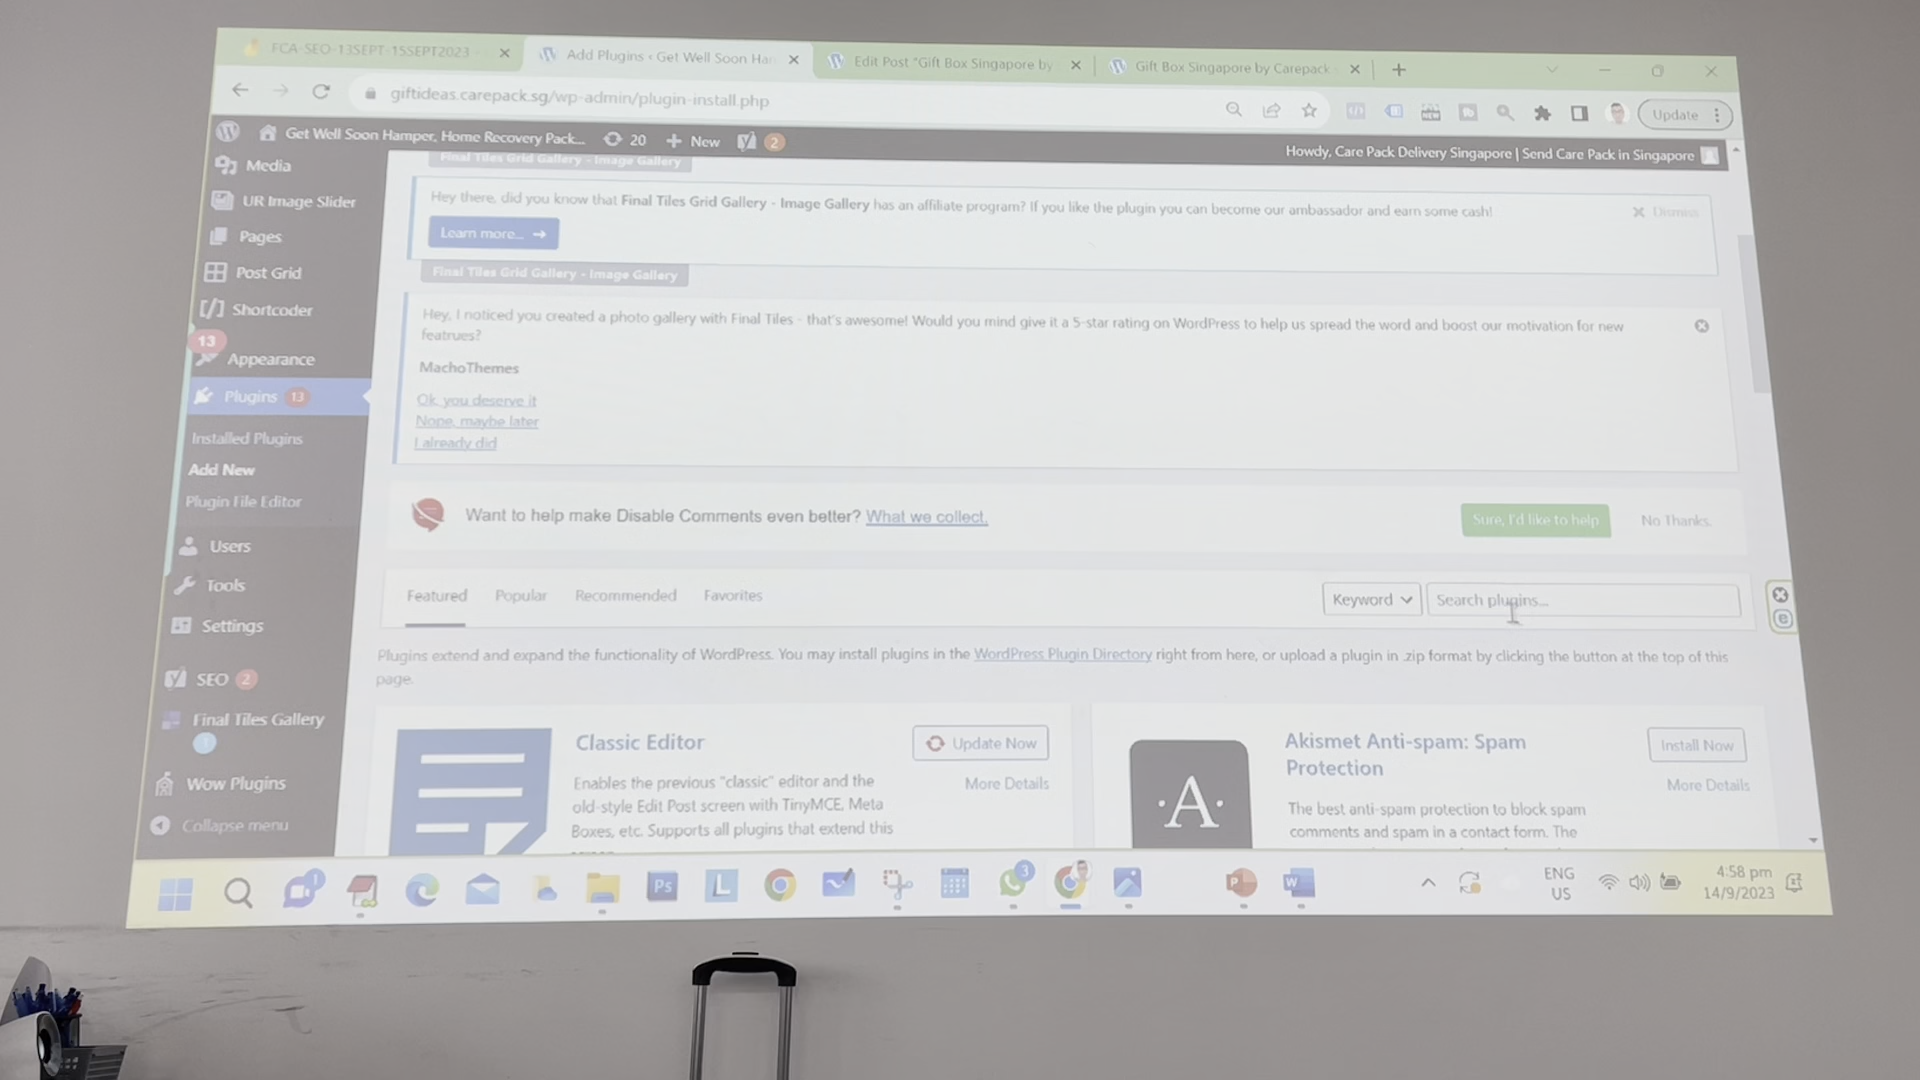 FCA-SEO-13SEPT-15SEPT2023 -
Add Plugins ‹ Get Well Soon Ham
Edit Post "Gift Box Singapore by
Gift Box Singapore by Carepack
giftideas.carepack.sg/wp-admin/plugin-install.php
Update
Get Well Soon Hamper, Home Recovery Pack...
20
New
2
Howdy, Care Pack Delivery Singapore | Send Care Pack in Singapore
Media
UR Image Slider
Pages
Post Grid
Shortcoder
13
Appearance
Plugins 13
Installed Plugins
Add New
Plugin File Editor
Users
Tools
Settings
SEO 2
Final Tiles Gallery
Wow Plugins
Collapse menu
Final Tiles Grid Gallery - Image Gallery
Hey there, did you know that Final Tiles Grid Gallery - Image Gallery has an affiliate program? If you like the plugin you can become our ambassador and earn some cash!
Dismiss
Learn more... →
Final Tiles Grid Gallery - Image Gallery
Hey, I noticed you created a photo gallery with Final Tiles - that's awesome! Would you mind give it a 5-star rating on WordPress to help us spread the word and boost our motivation for new
featrues?
MachoThemes
Ok, you deserve it
Nope, maybe later
I already did
Want to help make Disable Comments even better? What we collect.
Sure, I'd like to help
No Thanks.
Featured
Popular
Recommended
Favorites
Keyword
Search plugins...
Plugins extend and expand the functionality of WordPress. You may install plugins in the WordPress Plugin Directory right from here, or upload a plugin in .zip format by clicking the button at the top of this
page.
Classic Editor
Update Now
More Details
Enables the previous "classic" editor and the
old-style Edit Post screen with TinyMCE, Meta
Boxes, etc. Supports all plugins that extend this
·A·
Akismet Anti-spam: Spam
Protection
Install Now
More Details
The best anti-spam protection to block spam
comments and spam in a contact form. The
1
Ps
L
3
P
W
ENG
US
4:58 pm
14/9/2023